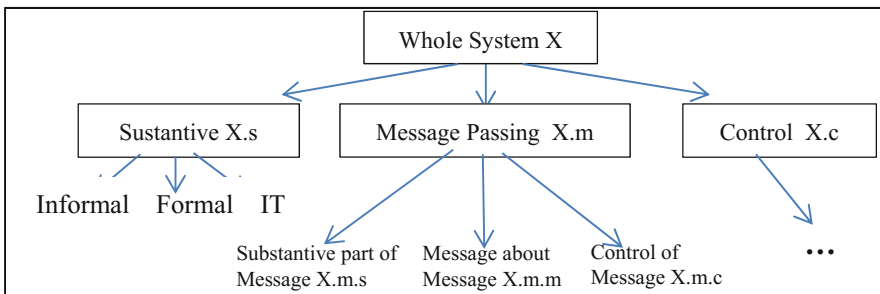 Whole System X
Sustantive X.s
Message Passing X.m
Control X.c
Informal Formal IT
Substantive part of
Message X.m.s
Message about
Message X.m.m
Control of
Message X.m.c
...